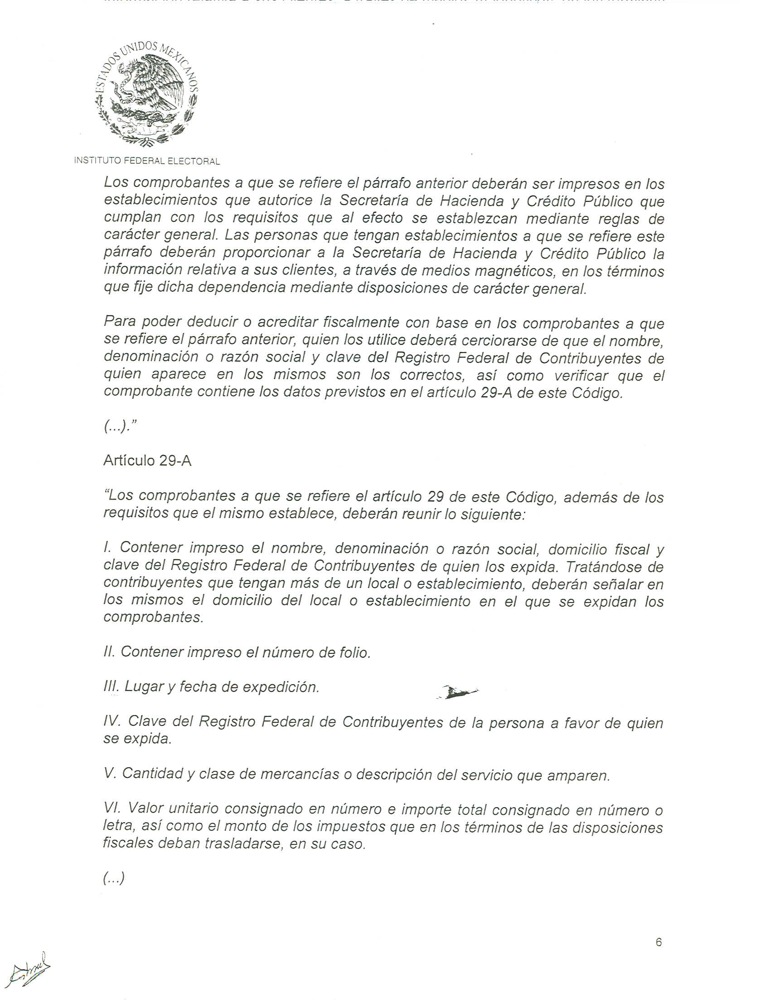 ESTADOS UNIDOS MEXICANOS
INSTITUTO FEDERAL ELECTORAL
Los comprobantes a que se refiere el párrafo anterior deberán ser impresos en los
establecimientos que autorice la Secretaría de Hacienda y Crédito Público que
cumplan con los requisitos que al efecto se establezcan mediante reglas de
carácter general. Las personas que tengan establecimientos a que se refiere este
párrafo deberán proporcionar a la Secretaría de Hacienda y Crédito Público la
información relativa a sus clientes, a través de medios magnéticos, en los términos
que fije dicha dependencia mediante disposiciones de carácter general.
Para poder deducir o acreditar fiscalmente con base en los comprobantes a que
se refiere el párrafo anterior, quien los utilice deberá cerciorarse de que el nombre,
denominación o razón social y clave del Registro Federal de Contribuyentes de
quien aparece en los mismos son los correctos, así como verificar que el
comprobante contiene los datos previstos en el artículo 29-A de este Código.
(...)."
Artículo 29-A
“Los comprobantes a que se refiere el artículo 29 de este Código, además de los
requisitos que el mismo establece, deberán reunir lo siguiente:
I. Contener impreso el nombre, denominación o razón social, domicilio fiscal y
clave del Registro Federal de Contribuyentes de quien los expida. Tratándose de
contribuyentes que tengan más de un local o establecimiento, deberán señalar en
los mismos el domicilio del local o establecimiento en el que se expidan los
comprobantes.
II. Contener impreso el número de folio.
III. Lugar y fecha de expedición.
IV. Clave del Registro Federal de Contribuyentes de la persona a favor de quien
se expida.
V. Cantidad y clase de mercancías o descripción del servicio que amparen.
VI. Valor unitario consignado en número e importe total consignado en número o
letra, así como el monto de los impuestos que en los términos de las disposiciones
fiscales deban trasladarse, en su caso.
(...)
6